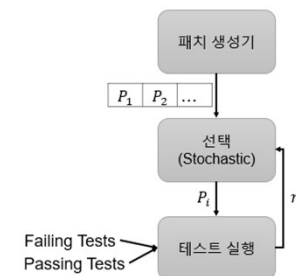 패치 생성기
P₁ P₂ ...
선택
(Stochastic)
Pᵢ
Failing Tests
Passing Tests
테스트 실행